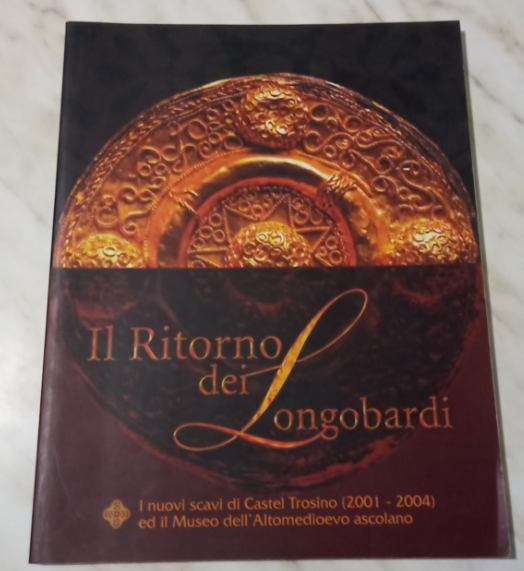 Il Ritorno
dei
Longobardi
I nuovi scavi di Castel Trosino (2001 - 2004)
ed il Museo dell'Altomedioevo ascolano